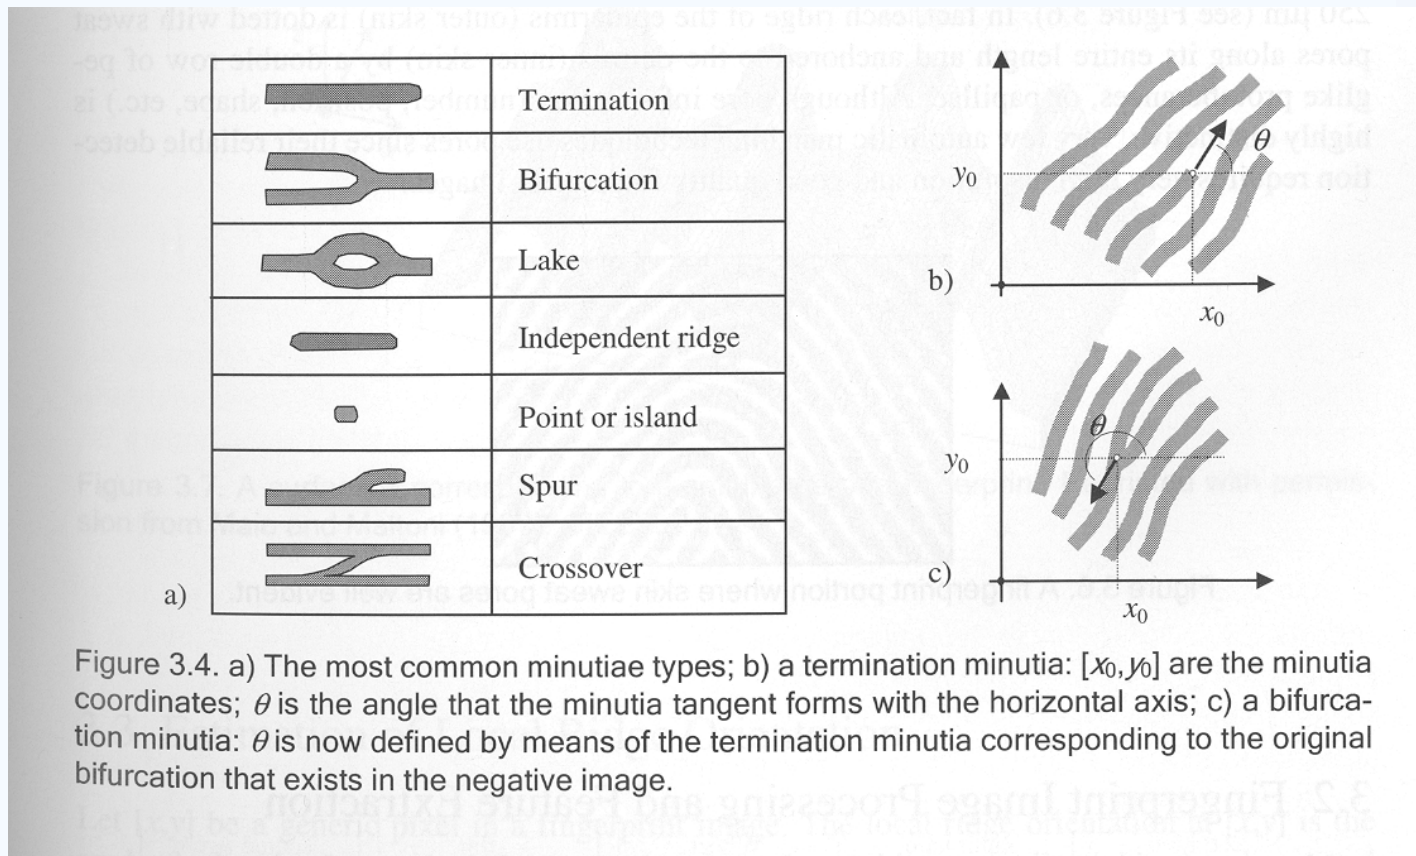 Termination
Bifurcation
Lake
Independent ridge
Point or island
Spur
Crossover
a)
y0
θ
b)
x0
θ
y0
c)
x0
Figure 3.4. a) The most common minutiae types; b) a termination minutia: [x0, y0] are the minutia
coordinates; θ is the angle that the minutia tangent forms with the horizontal axis; c) a bifurca-
tion minutia: θ is now defined by means of the termination minutia corresponding to the original
bifurcation that exists in the negative image.